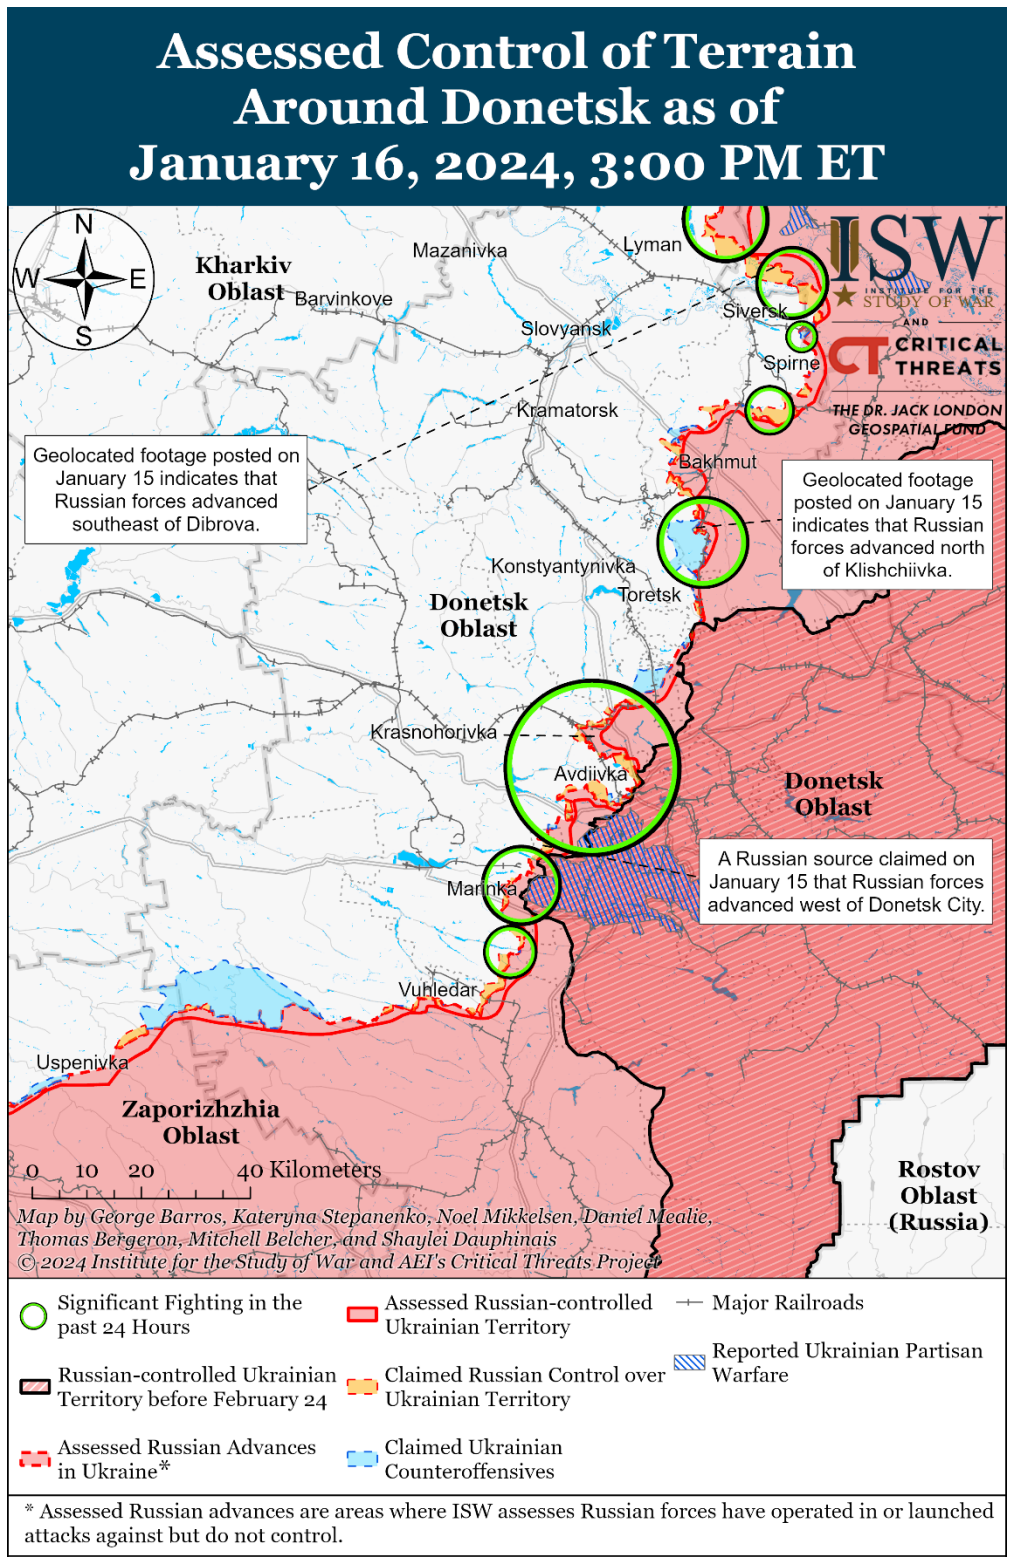 Assessed Control of Terrain
Around Donetsk as of
January 16, 2024, 3:00 PM ET
N
W
E
S
Kharkiv
Oblast
Mazanivka
Lyman
Barvinkove
Slovyansk
Siversk
Spirne
Kramatorsk
Bakhmut
ISW
INSTITUTE FOR THE
STUDY OF WAR
AND
CT CRITICAL
THREATS
THE DR. JACK LONDON
GEOSPATIAL FUND
Geolocated footage posted on
January 15 indicates that
Russian forces advanced
southeast of Dibrova.
Geolocated footage
posted on January 15
indicates that Russian
forces advanced north
of Klishchiivka.
Konstyantynivka
Toretsk
Donetsk
Oblast
Krasnohorivka
Avdiivka
Donetsk
Oblast
A Russian source claimed on
January 15 that Russian forces
advanced west of Donetsk City.
Marinka
Vuhledar
Uspenivka
Zaporizhzhia
Oblast
Rostov
Oblast
(Russia)
0 10 20 40 Kilometers
Map by George Barros, Kateryna Stepanenko, Noel Mikkelsen, Daniel Mealie,
Thomas Bergeron, Mitchell Belcher, and Shaylei Dauphinais
© 2024 Institute for the Study of War and AEI's Critical Threats Project
Significant Fighting in the
past 24 Hours
Russian-controlled Ukrainian
Territory before February 24
Assessed Russian Advances
in Ukraine*
Assessed Russian-controlled
Ukrainian Territory
Claimed Russian Control over
Ukrainian Territory
Claimed Ukrainian
Counteroffensives
Major Railroads
Reported Ukrainian Partisan
Warfare
* Assessed Russian advances are areas where ISW assesses Russian forces have operated in or launched
attacks against but do not control.